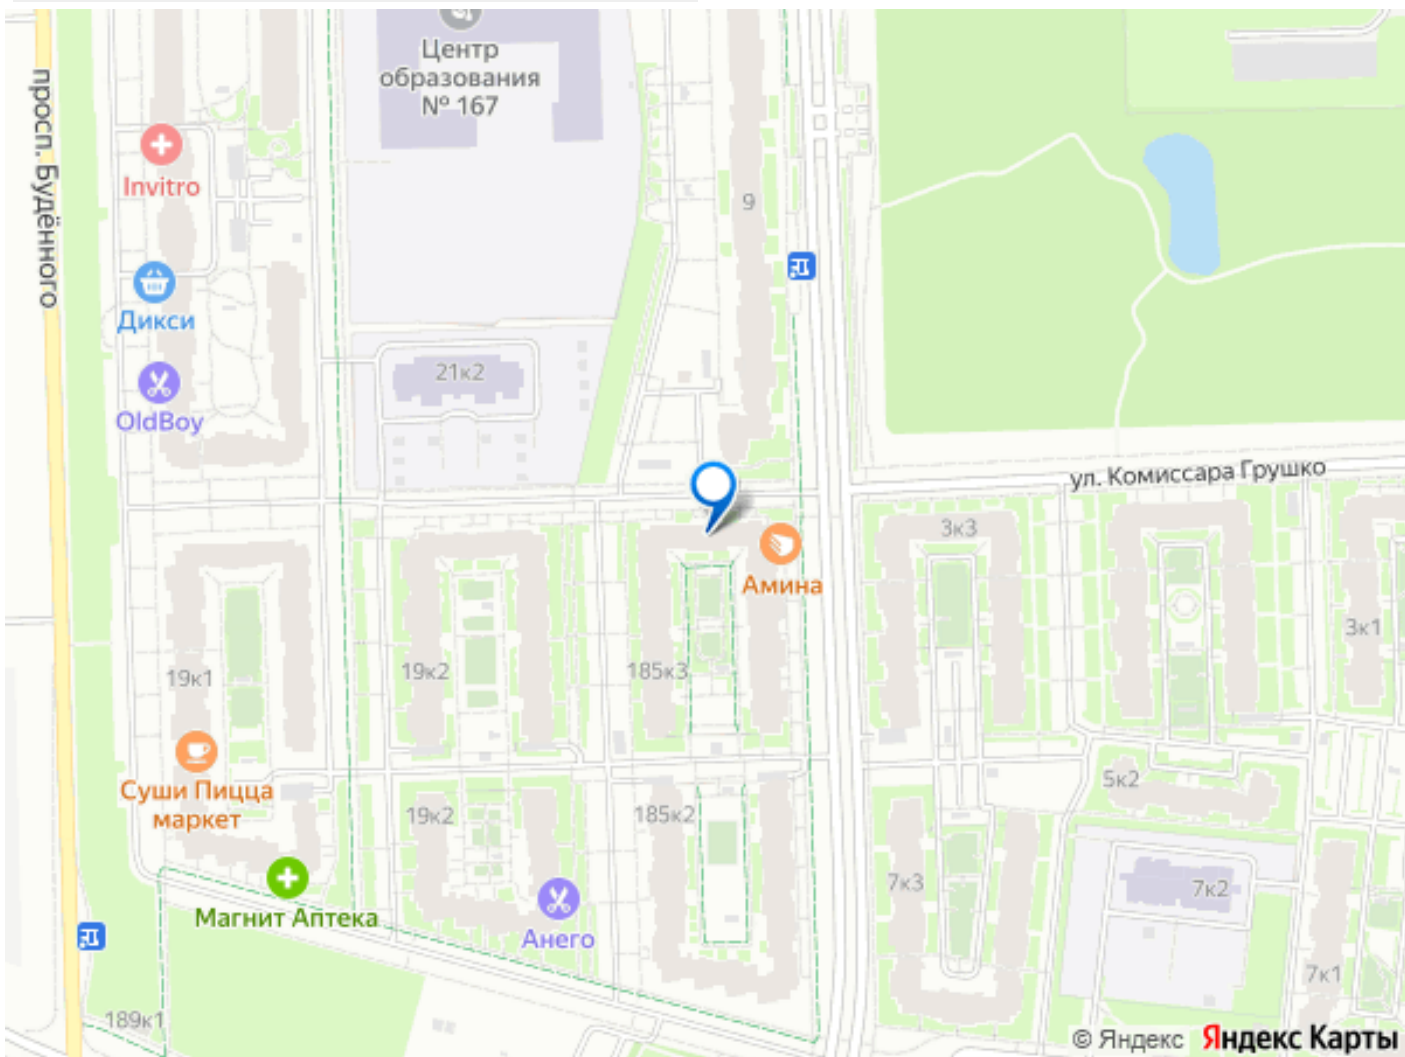 Центр
образования
№ 167
просп. Будённого
Invitro
9
Дикси
21к2
OldBoy
ул. Комиссара Грушко
3к3
Амина
3к1
19к1
19к2
185к3
Суши Пицца
маркет
19к2
185к2
5к2
7к3
7к2
Магнит Аптека
Анего
7к1
189к1
© Яндекс Яндекс Карты